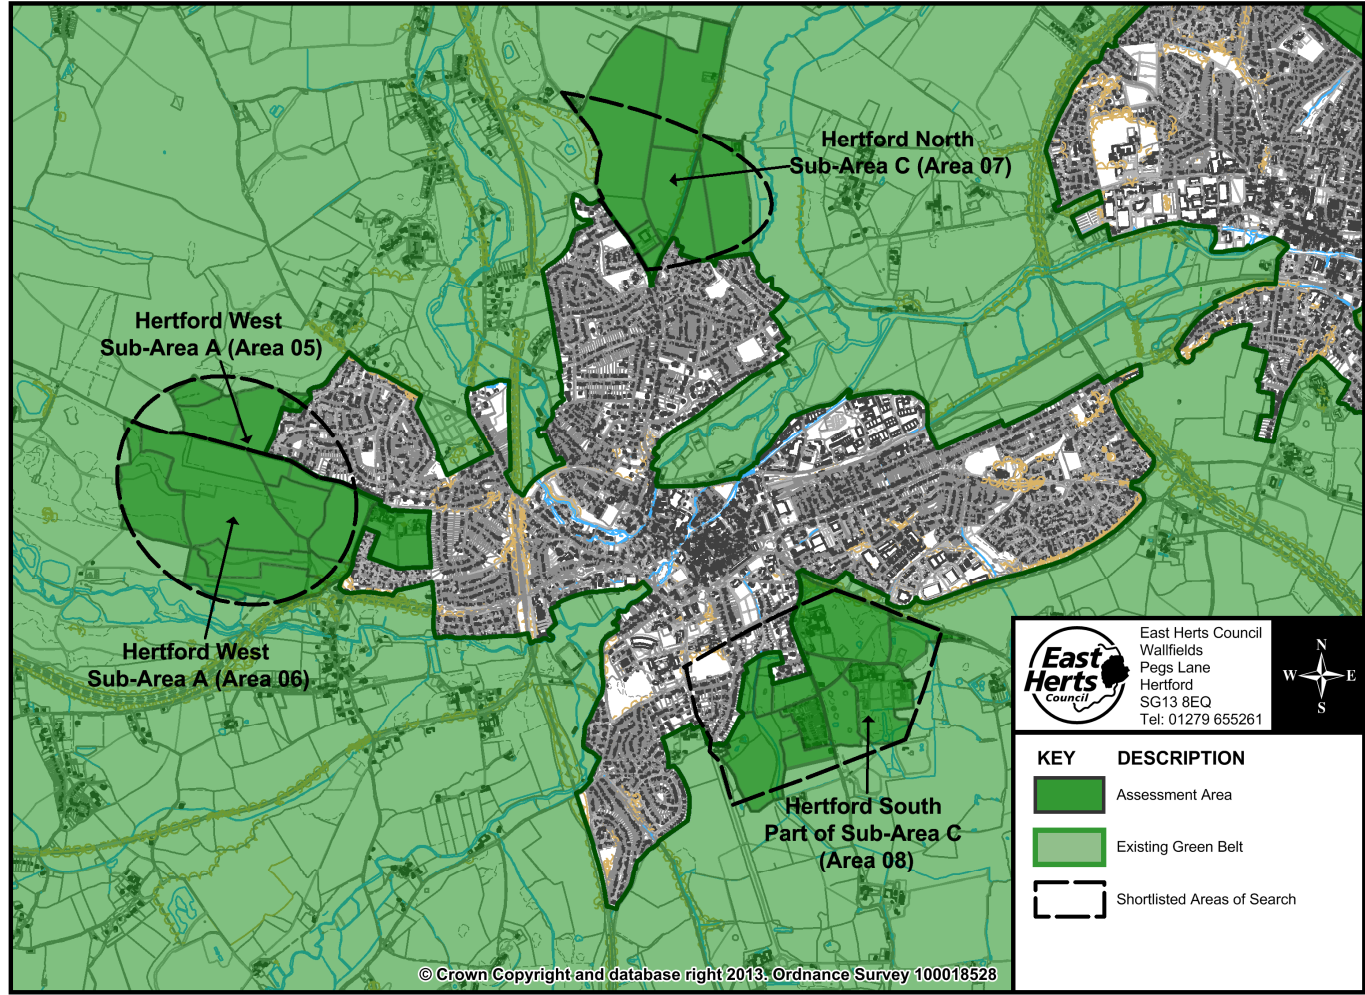 Hertford North
Sub-Area C (Area 07)
Hertford West
Sub-Area A (Area 05)
Hertford West
Sub-Area A (Area 06)
Hertford South
Part of Sub-Area C
(Area 08)
East
Herts
Council
East Herts Council
Wallfields
Pegs Lane
Hertford
SG13 8EQ
Tel: 01279 655261
N
W E
S
KEY DESCRIPTION
Assessment Area
Existing Green Belt
Shortlisted Areas of Search
© Crown Copyright and database right 2013. Ordnance Survey 100018528